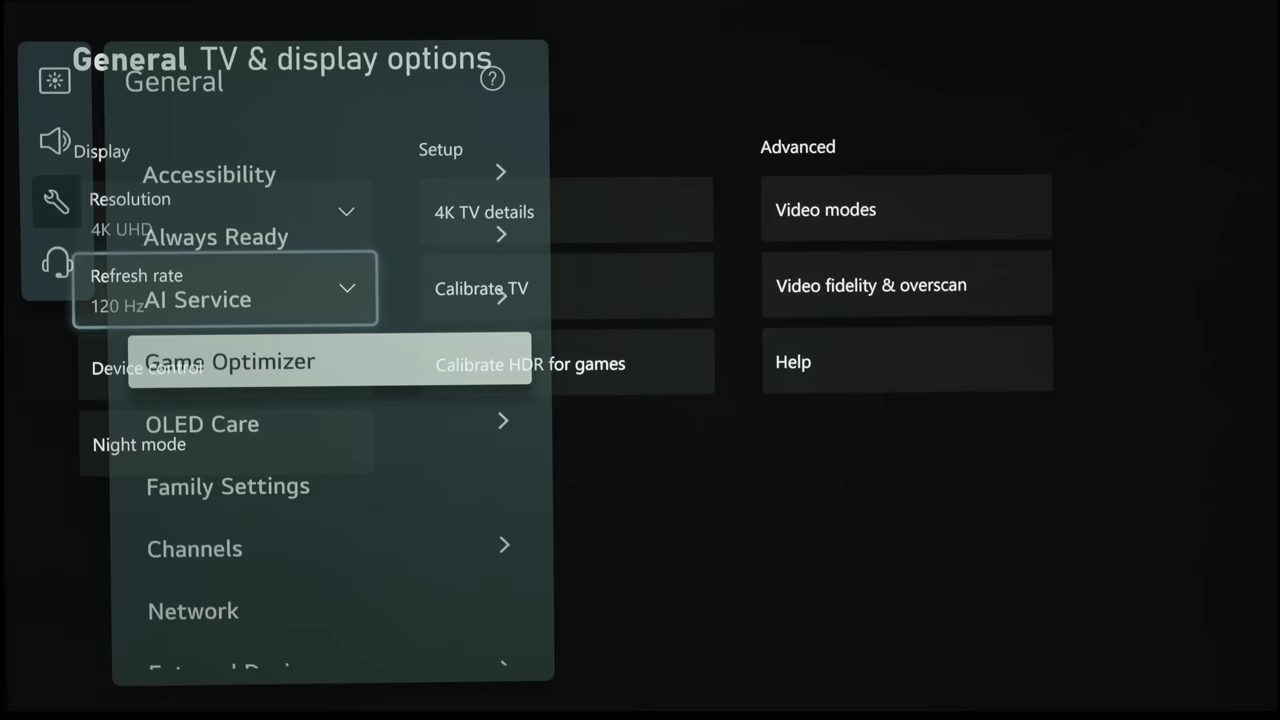 General TV & display options
General
?
Accessibility
Always Ready
AI Service
Game Optimizer
OLED Care
Family Settings
Channels
Network
Display
Resolution
4K UHD
Refresh rate
120 Hz
Device control
Night mode
Setup
4K TV details
Calibrate TV
Calibrate HDR for games
Advanced
Video modes
Video fidelity & overscan
Help